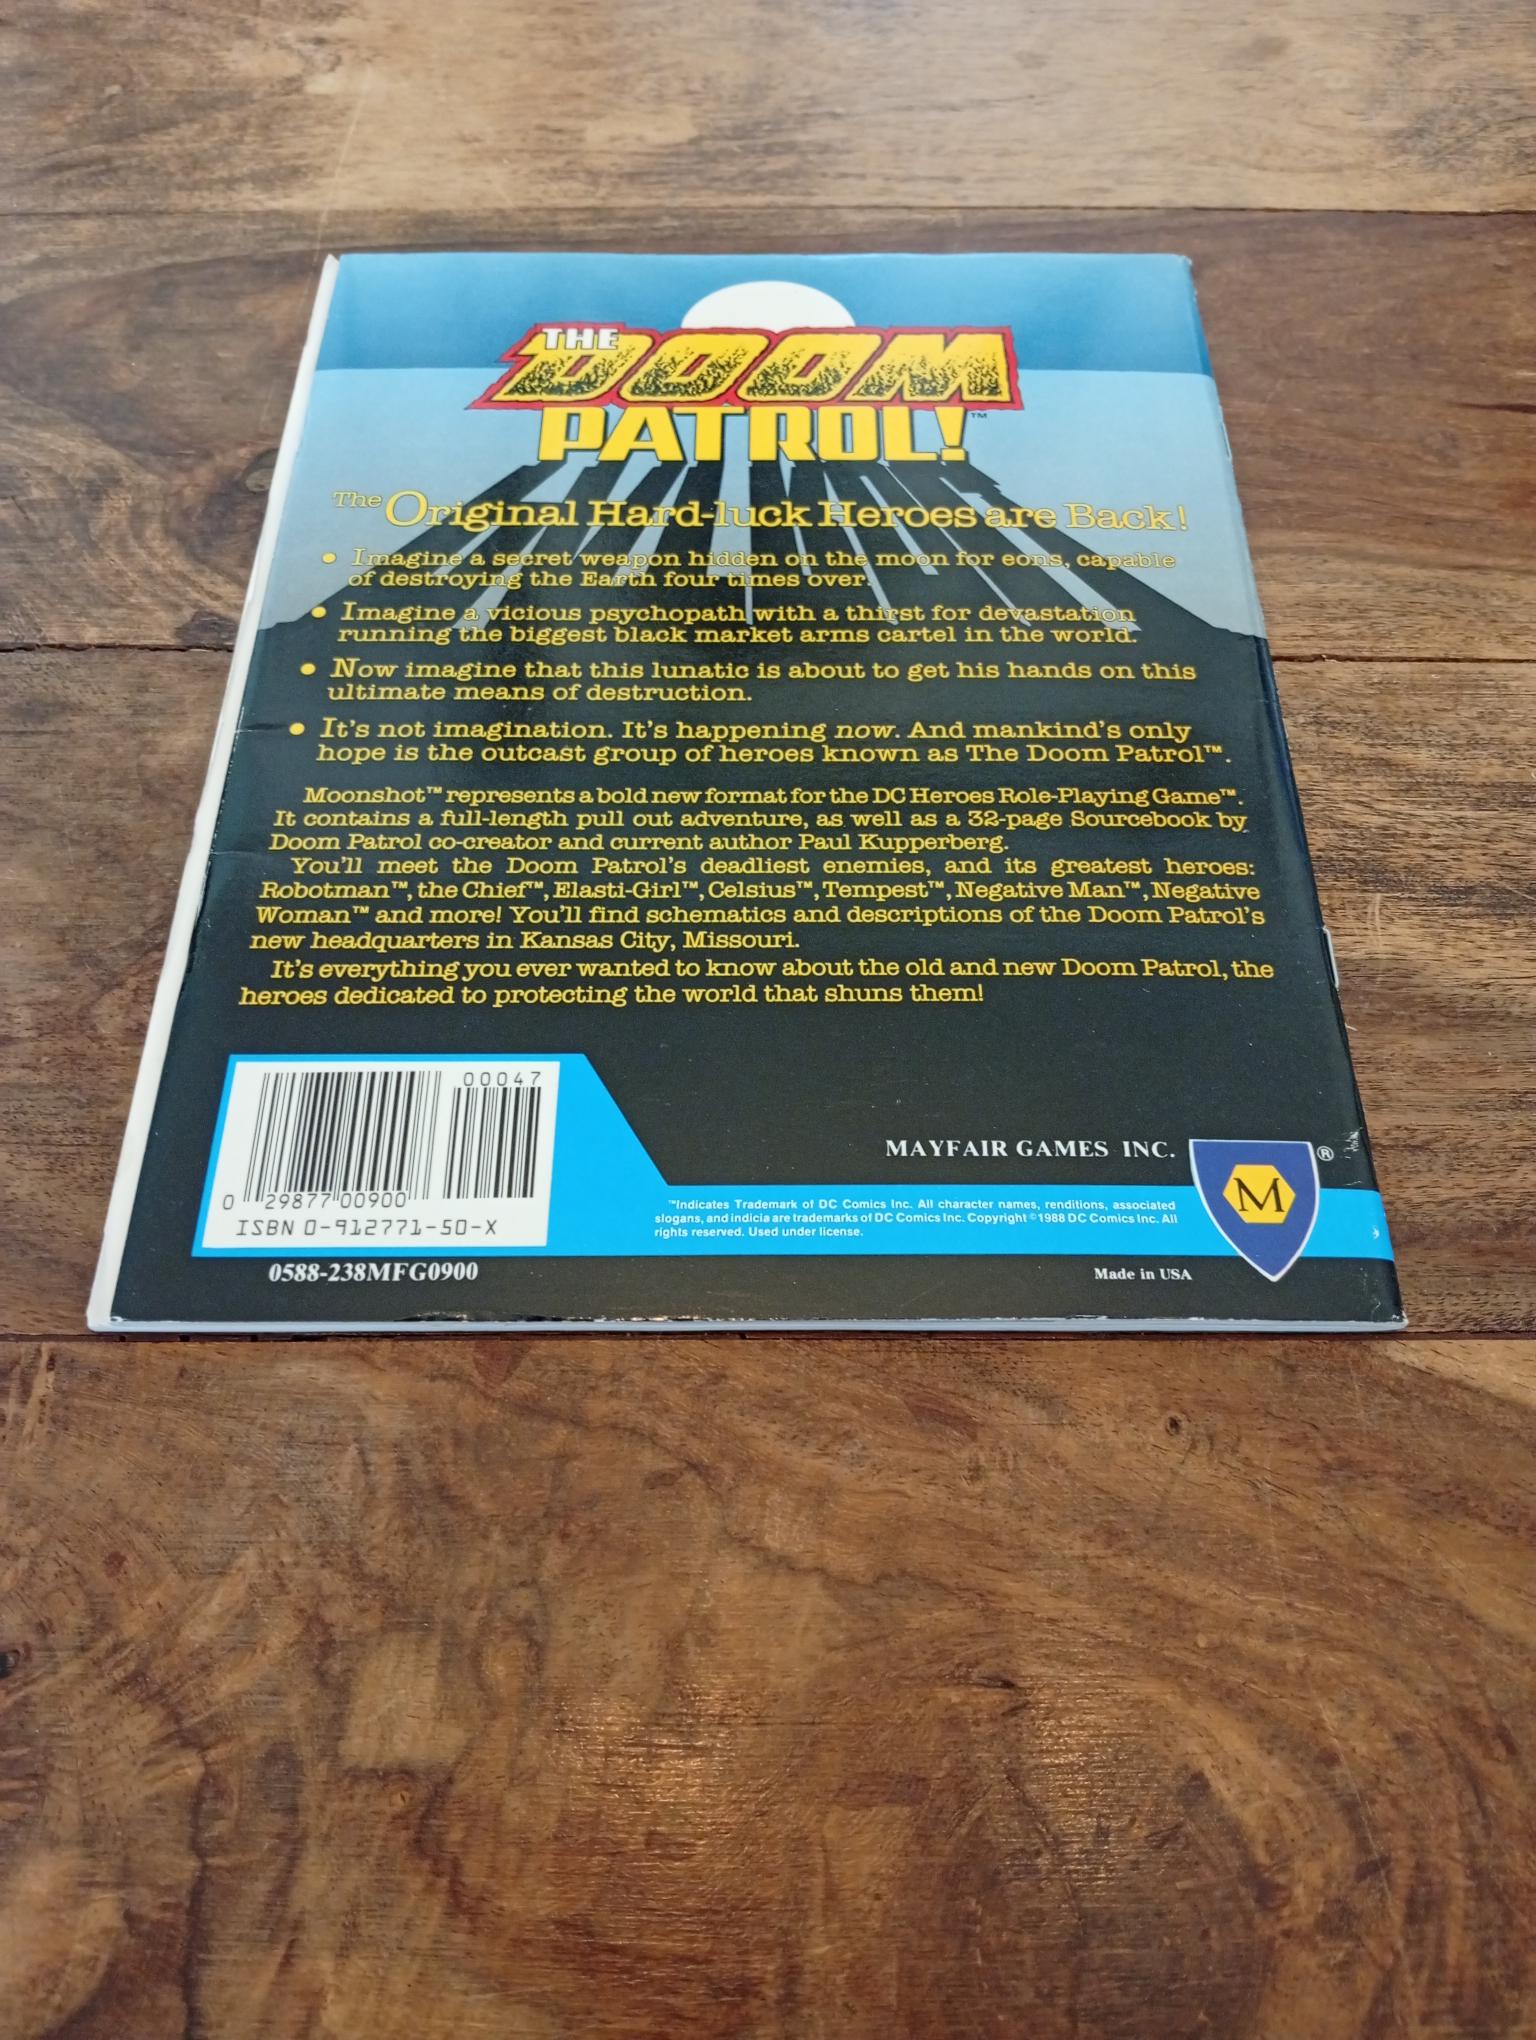 THE
DOOM
PATROL!™
The Original Hard-luck Heroes are Back!
• Imagine a secret weapon hidden on the moon for eons, capable
of destroying the Earth four times over.
• Imagine a vicious psychopath with a thirst for devastation
running the biggest black market arms cartel in the world.
• Now imagine that this lunatic is about to get his hands on this
ultimate means of destruction.
• It's not imagination. It's happening now. And mankind's only
hope is the outcast group of heroes known as The Doom Patrol™.
Moonshot™ represents a bold new format for the DC Heroes Role-Playing Game™.
It contains a full-length pull out adventure, as well as a 32-page Sourcebook by
Doom Patrol co-creator and current author Paul Kupperberg.
You'll meet the Doom Patrol's deadliest enemies, and its greatest heroes:
Robotman™, the Chief™, Elasti-Girl™, Celsius™, Tempest™, Negative Man™, Negative
Woman™ and more! You'll find schematics and descriptions of the Doom Patrol's
new headquarters in Kansas City, Missouri.
It's everything you ever wanted to know about the old and new Doom Patrol, the
heroes dedicated to protecting the world that shuns them!
00047
0 29877 00900
ISBN 0-912771-50-X
0588-238MFG0900
MAYFAIR GAMES INC.
M ®
™Indicates Trademark of DC Comics Inc. All character names, renditions, associated
slogans, and indicia are trademarks of DC Comics Inc. Copyright ©1988 DC Comics Inc. All
rights reserved. Used under license.
Made in USA